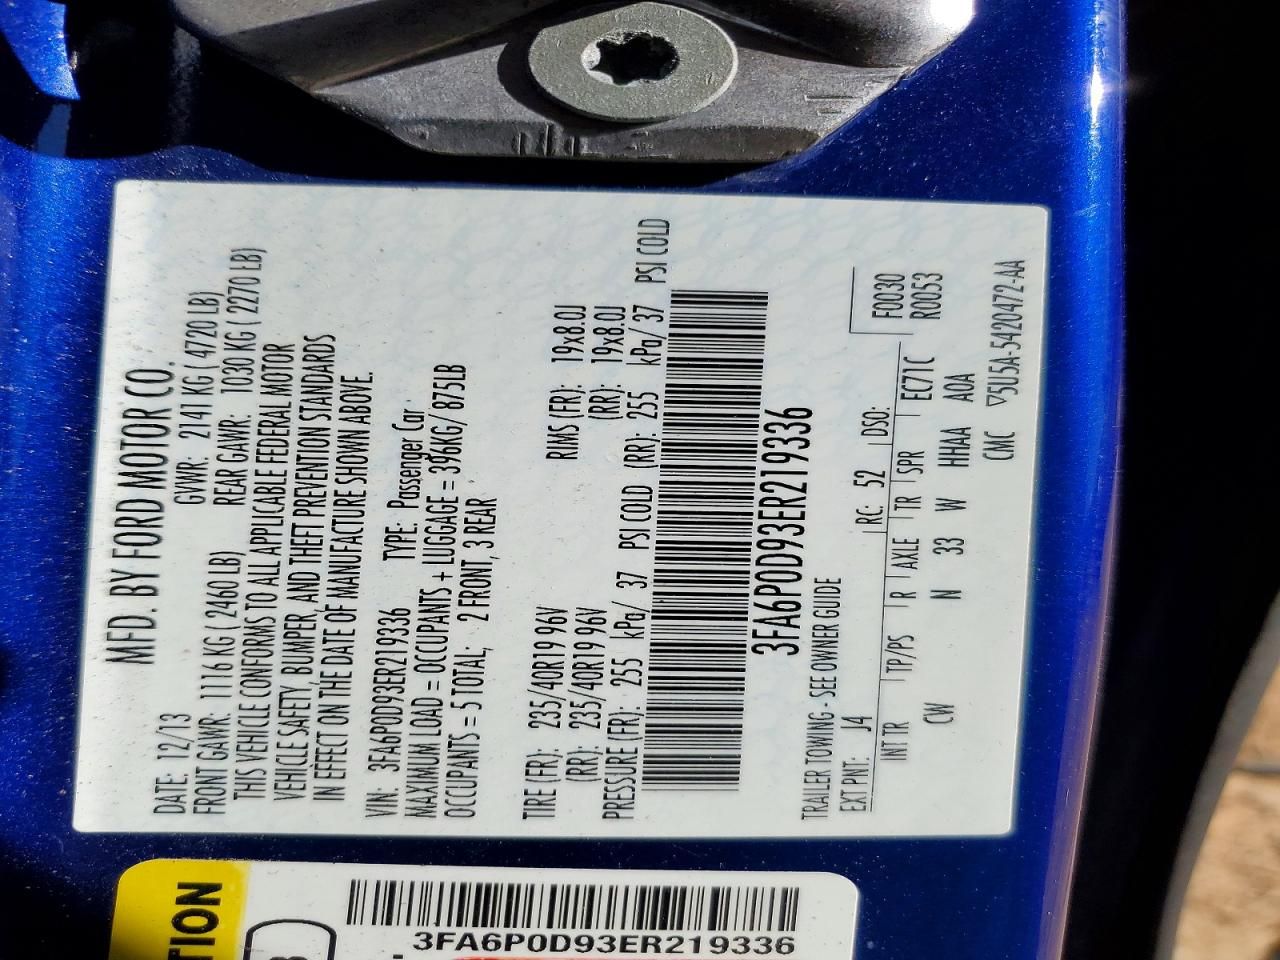 MFD. BY FORD MOTOR CO.
DATE: 12/13 GVWR: 2141 KG ( 4720 LB)
FRONT GAWR: 1116 KG ( 2460 LB) REAR GAWR: 1030 KG ( 2270 LB)
THIS VEHICLE CONFORMS TO ALL APPLICABLE FEDERAL MOTOR
VEHICLE SAFETY, BUMPER, AND THEFT PREVENTION STANDARDS
IN EFFECT ON THE DATE OF MANUFACTURE SHOWN ABOVE.
VIN: 3FA6P0D93ER219336 TYPE: Passenger Car
MAXIMUM LOAD = OCCUPANTS + LUGGAGE = 396KG/ 875LB
OCCUPANTS = 5 TOTAL; 2 FRONT, 3 REAR
TIRE (FR): 235/40R19 96V RIMS (FR): 19x8.0J
(RR): 235/40R19 96V (RR): 19x8.0J
PRESSURE (FR): 255 kPa/ 37 PSI COLD (RR): 255 kPa/ 37 PSI COLD
3FA6P0D93ER219336
TRAILER TOWING - SEE OWNER GUIDE F0030
EXT PNT: J4 RC: 52 DSO: R0053
INT TR TP/PS R AXLE TR SPR EC71C
CW N 33 W HHAA A0A
CMC ▽5U5A-5420472-AA
TION
3FA6P0D93ER219336